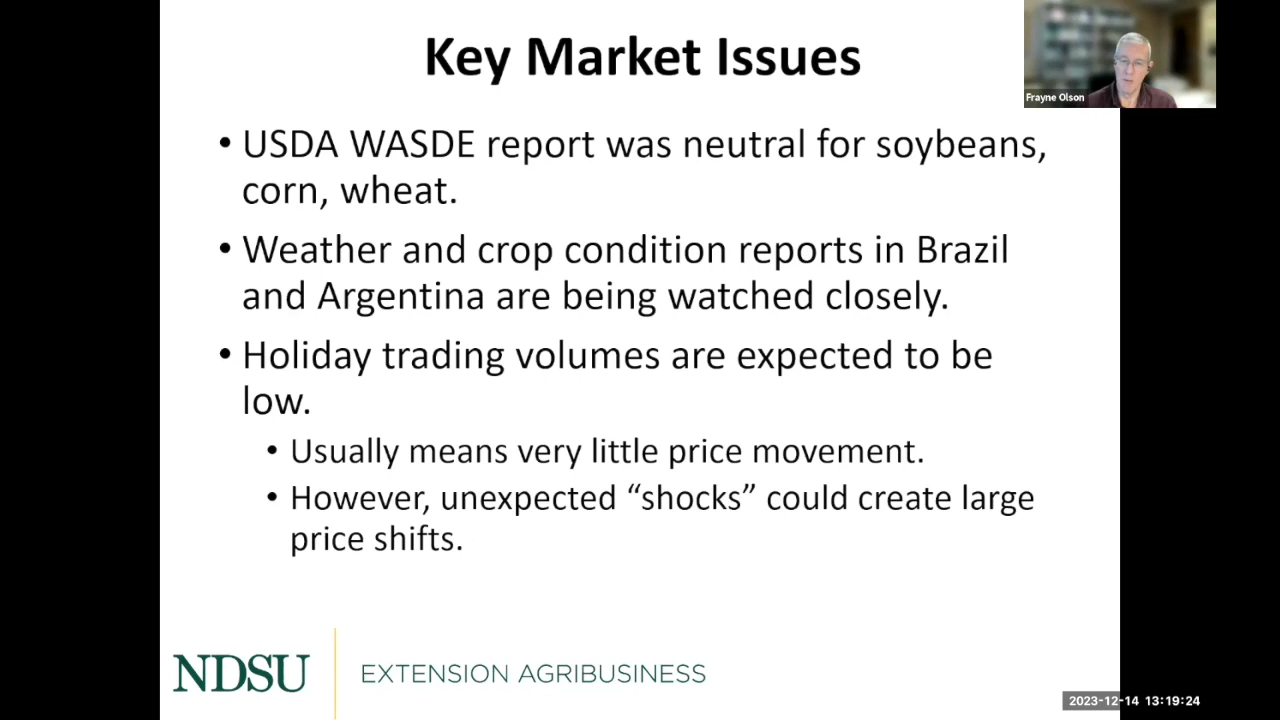 Key Market Issues
Frayne Olson
• USDA WASDE report was neutral for soybeans,
corn, wheat.
• Weather and crop condition reports in Brazil
and Argentina are being watched closely.
• Holiday trading volumes are expected to be
low.
• Usually means very little price movement.
• However, unexpected “shocks” could create large
price shifts.
NDSU EXTENSION AGRIBUSINESS
2023-12-14 13:19:24